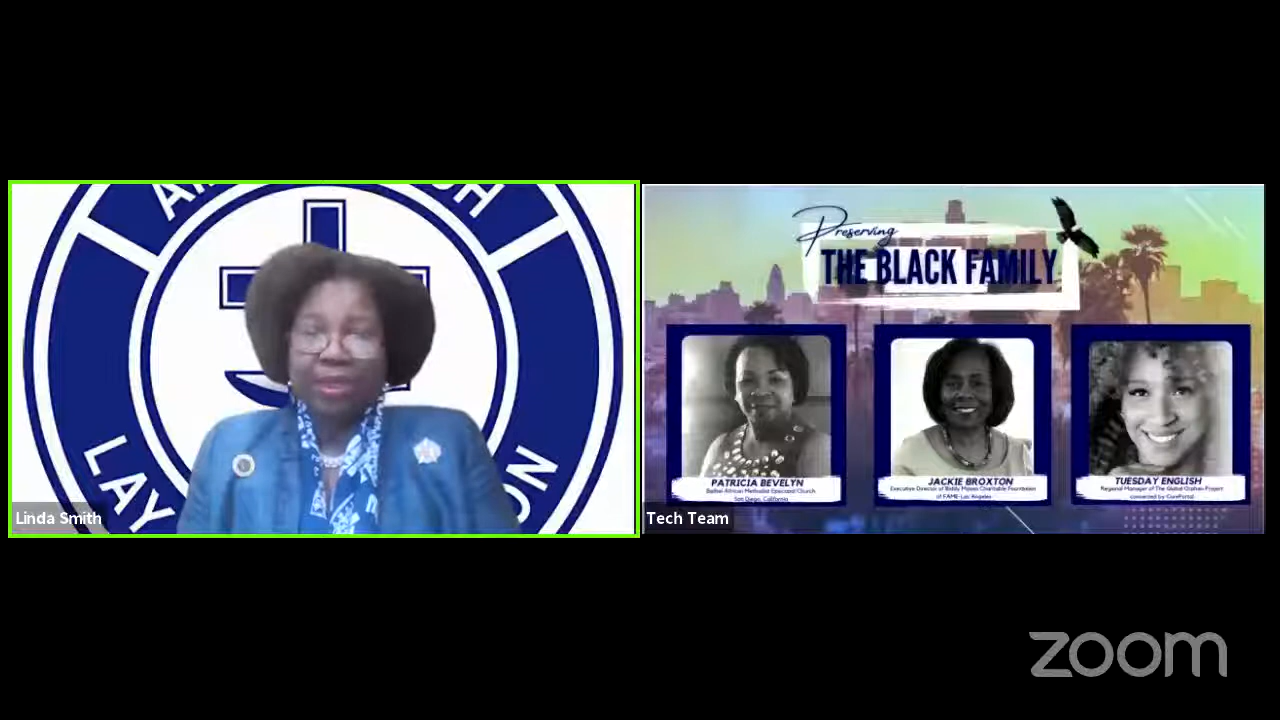 LAY
ON
Linda Smith
Preserving
THE BLACK FAMILY
PATRICIA BEVELYN
Bethel African Methodist Episcopal Church
San Diego, California
JACKIE BROXTON
Executive Director of Biddy Mason Charitable Foundation
of FAME-Los Angeles
TUESDAY ENGLISH
Regional Manager of The Global Orphan Project
connected by CarePortal
Tech Team
zoom